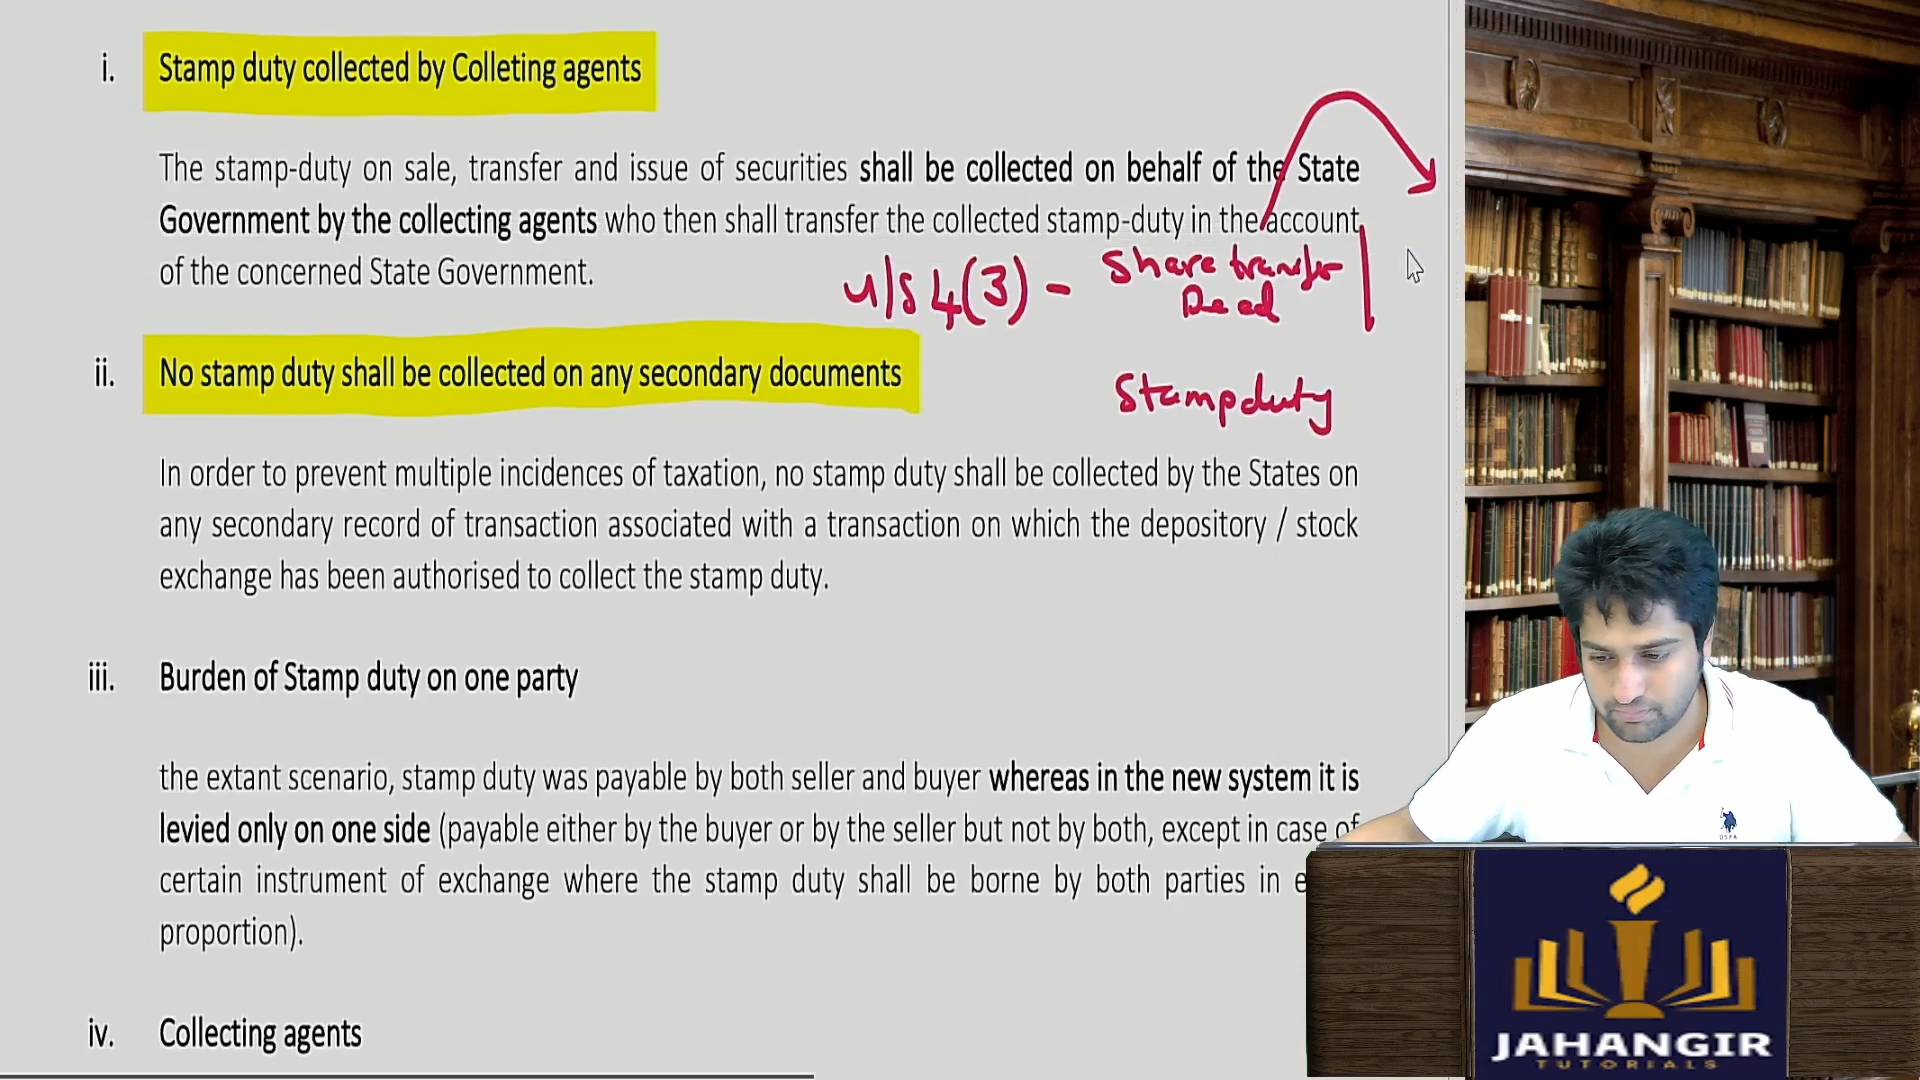 i. Stamp duty collected by Colleting agents
The stamp-duty on sale, transfer and issue of securities shall be collected on behalf of the State
Government by the collecting agents who then shall transfer the collected stamp-duty in the account
of the concerned State Government.
u/s 4(3) - Share transfer
Deed
ii. No stamp duty shall be collected on any secondary documents
Stamp duty
In order to prevent multiple incidences of taxation, no stamp duty shall be collected by the States on
any secondary record of transaction associated with a transaction on which the depository / stock
exchange has been authorised to collect the stamp duty.
iii. Burden of Stamp duty on one party
the extant scenario, stamp duty was payable by both seller and buyer whereas in the new system it is
levied only on one side (payable either by the buyer or by the seller but not by both, except in case of
certain instrument of exchange where the stamp duty shall be borne by both parties in e
proportion).
iv. Collecting agents
USPA
JAHANGIR
TUTORIALS